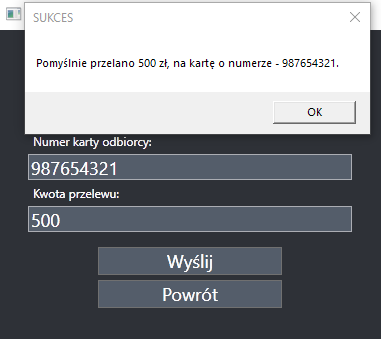 SUKCES
Pomyślnie przelano 500 zł, na kartę o numerze - 987654321.
OK
Numer karty odbiorcy:
987654321
Kwota przelewu:
500
Wyślij
Powrót